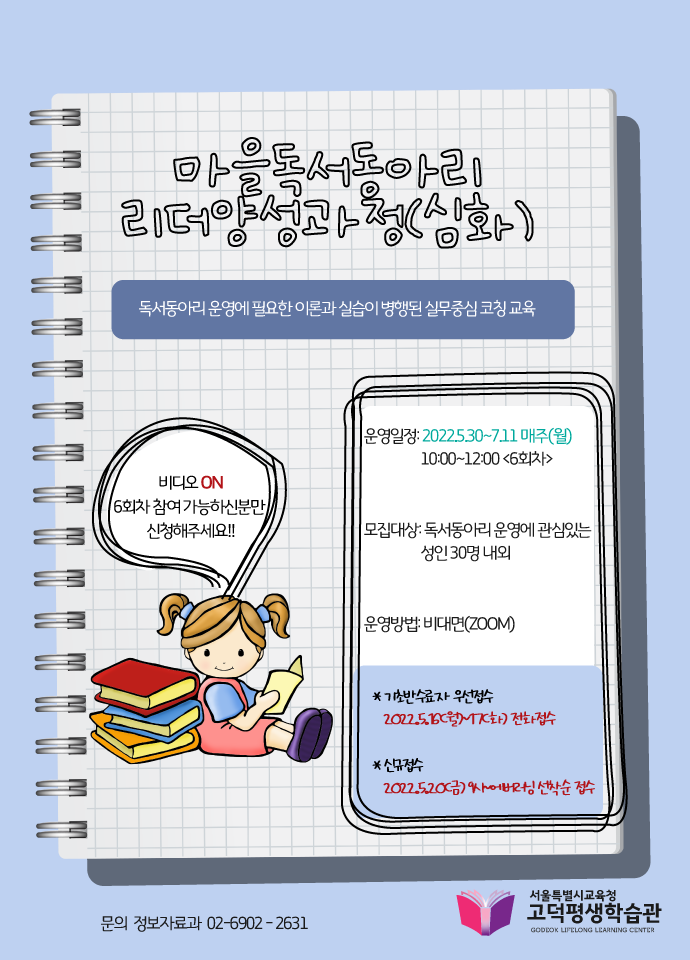 마을독서동아리
리더양성과정(심화)
독서동아리 운영에 필요한 이론과 실습이 병행된 실무중심 코칭 교육
운영일정: 2022.5.30~7.11 매주(월)
10:00~12:00 <6회차>
비디오 ON
6회차 참여 가능하신분만
신청해주세요!!
모집대상: 독서동아리 운영에 관심있는
성인 30명 내외
운영방법: 비대면(ZOOM)
* 기초반수료자 우선접수
2022.5.16(월)~17(화) 전화접수
* 신규접수
2022.5.20(금) 9시~에버러닝 선착순 접수
문의 정보자료과 02-6902-2631
서울특별시교육청
고덕평생학습관
GODEOK LIFELONG LEARNING CENTER